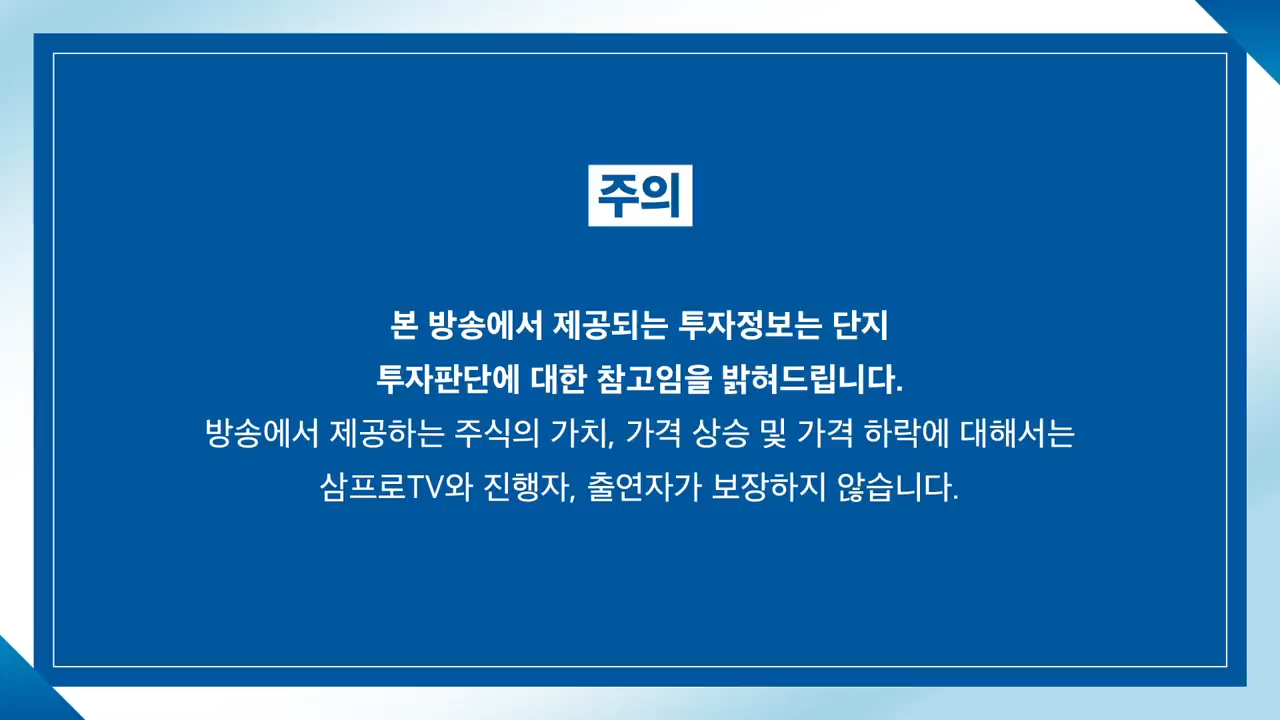 주의
본 방송에서 제공되는 투자정보는 단지
투자판단에 대한 참고임을 밝혀드립니다.
방송에서 제공하는 주식의 가치, 가격 상승 및 가격 하락에 대해서는
삼프로TV와 진행자, 출연자가 보장하지 않습니다.